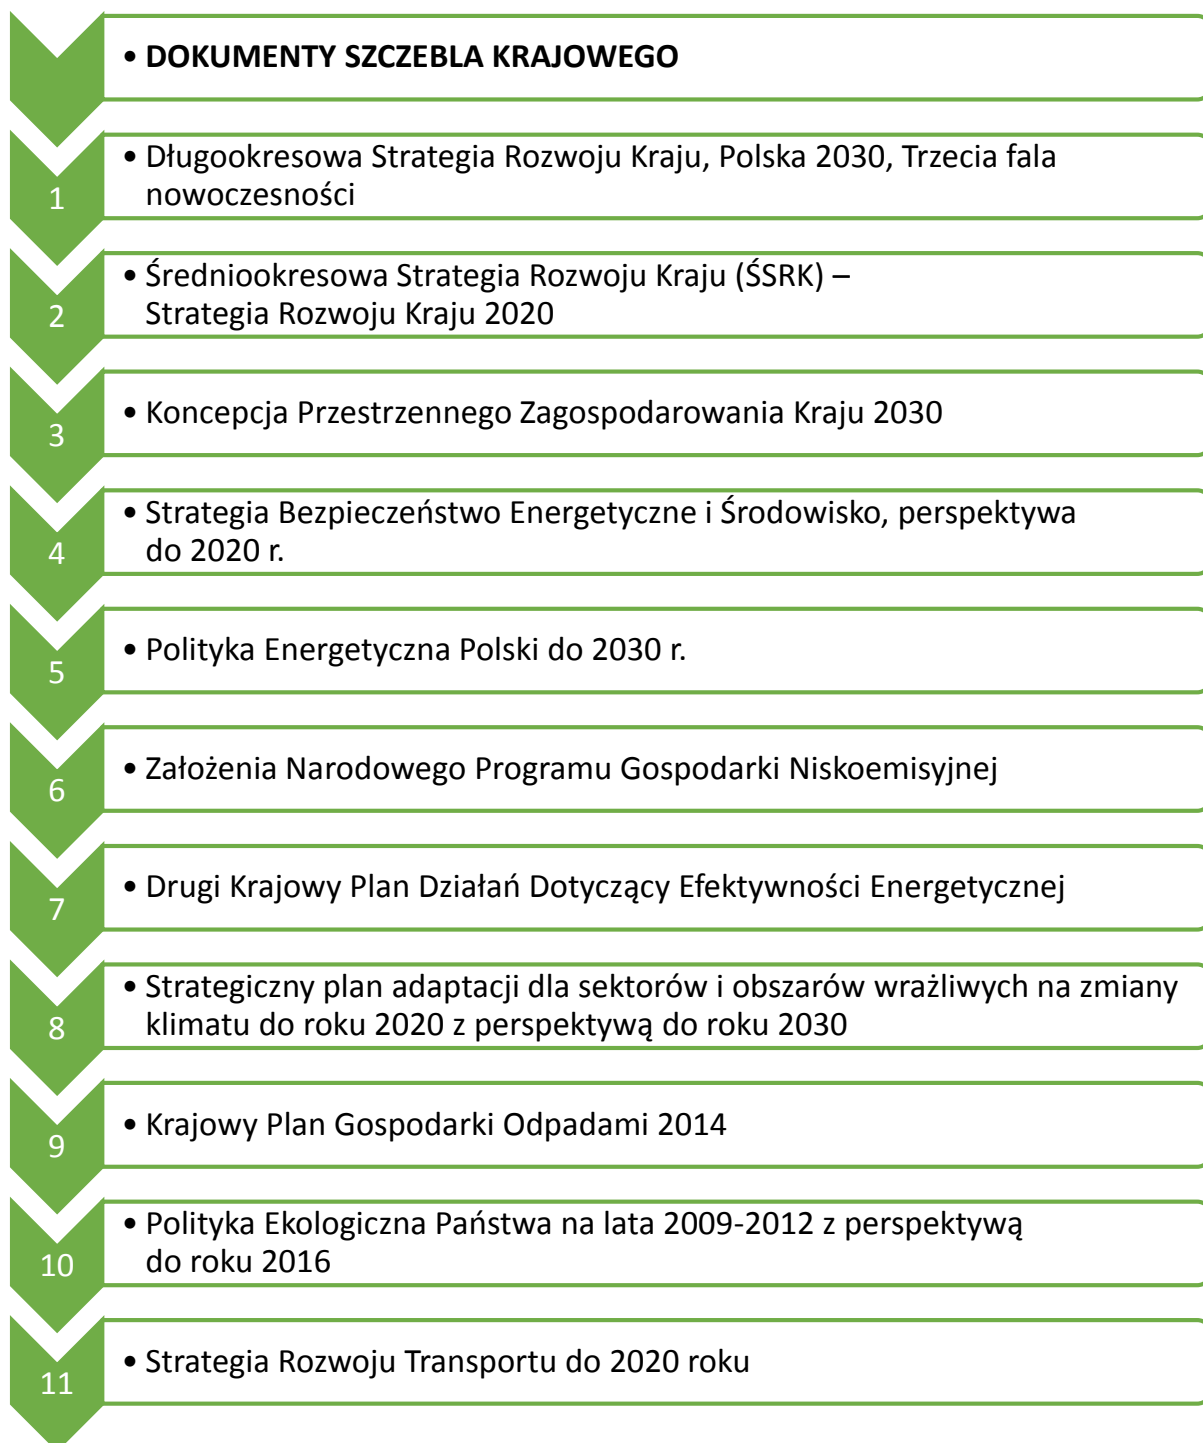 • DOKUMENTY SZCZEBLA KRAJOWEGO
1
• Długookresowa Strategia Rozwoju Kraju, Polska 2030, Trzecia fala
nowoczesności
2
• Średniookresowa Strategia Rozwoju Kraju (ŚSRK) –
Strategia Rozwoju Kraju 2020
3
• Koncepcja Przestrzennego Zagospodarowania Kraju 2030
4
• Strategia Bezpieczeństwo Energetyczne i Środowisko, perspektywa
do 2020 r.
5
• Polityka Energetyczna Polski do 2030 r.
6
• Założenia Narodowego Programu Gospodarki Niskoemisyjnej
7
• Drugi Krajowy Plan Działań Dotyczący Efektywności Energetycznej
8
• Strategiczny plan adaptacji dla sektorów i obszarów wrażliwych na zmiany
klimatu do roku 2020 z perspektywą do roku 2030
9
• Krajowy Plan Gospodarki Odpadami 2014
10
• Polityka Ekologiczna Państwa na lata 2009-2012 z perspektywą
do roku 2016
11
• Strategia Rozwoju Transportu do 2020 roku